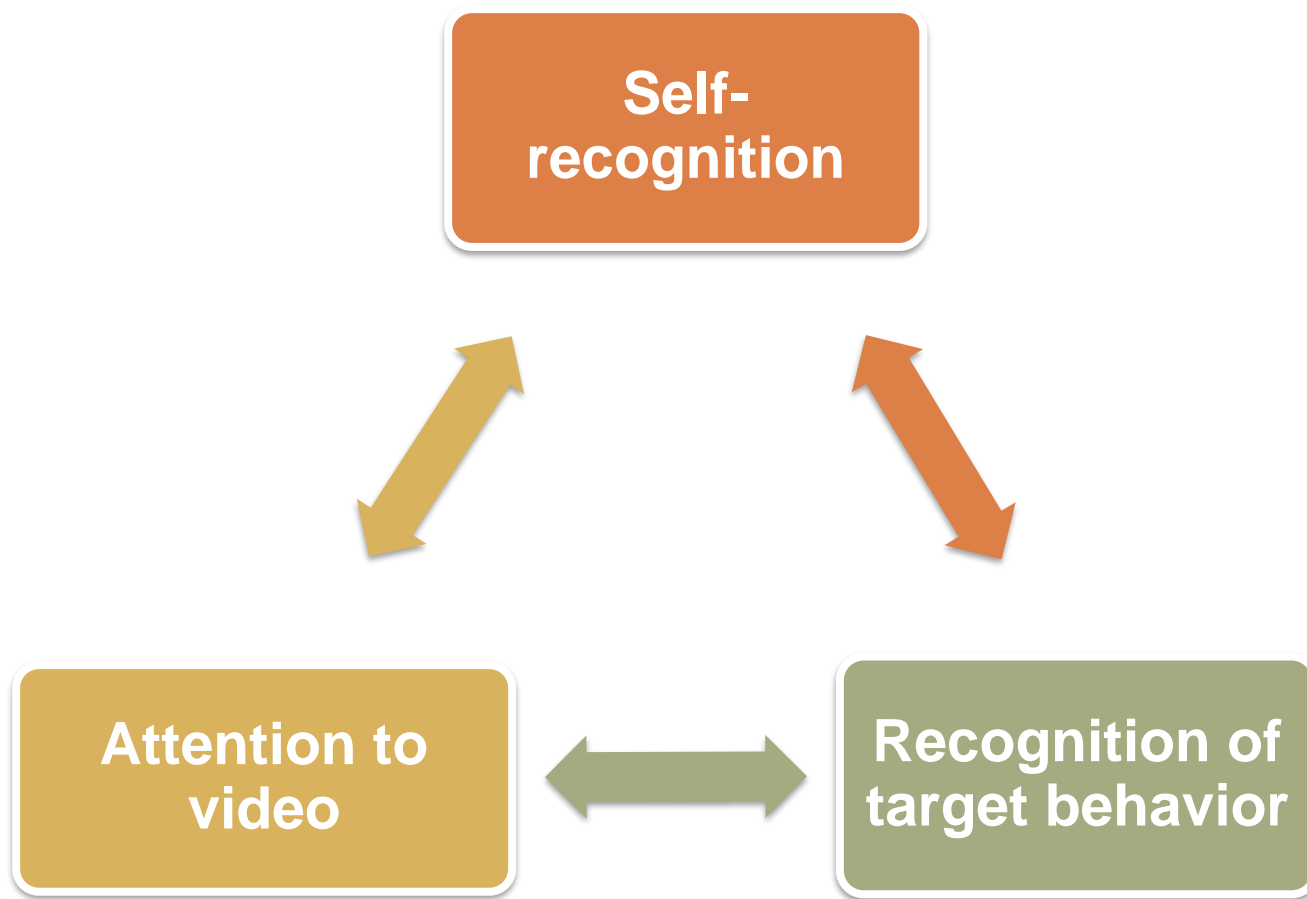 Self-
recognition
Attention to
video
Recognition of
target behavior